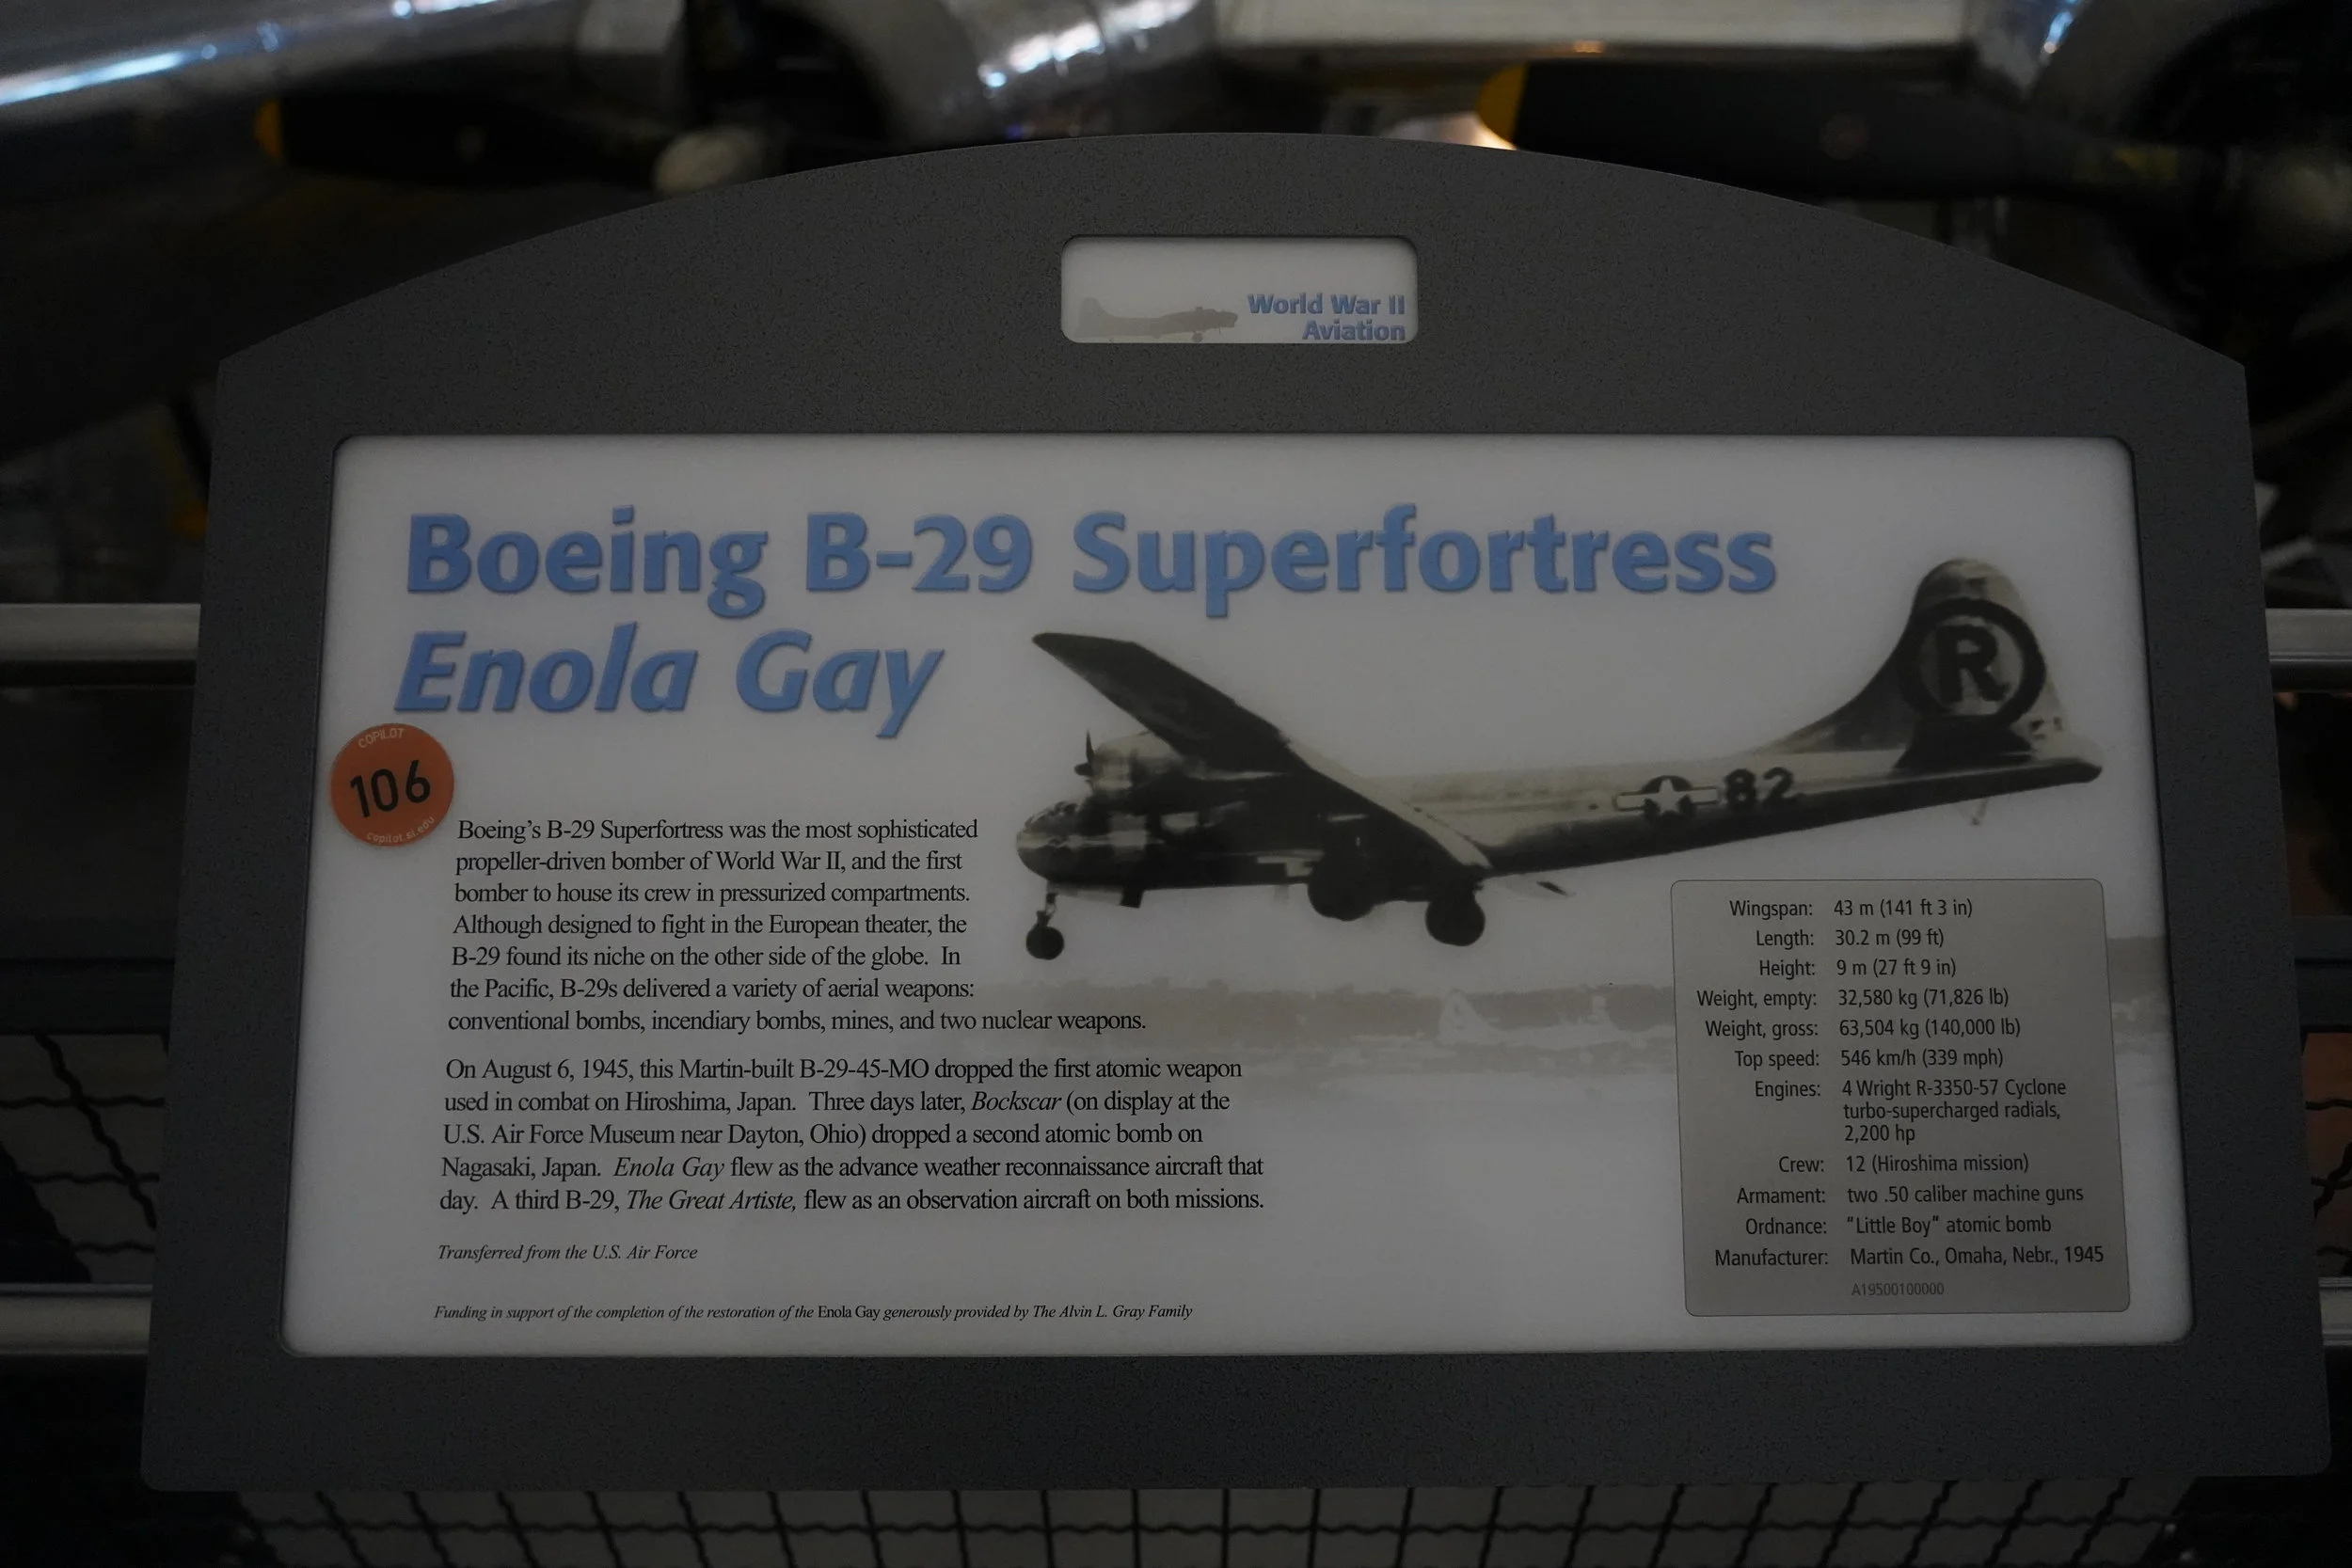 World War II
Aviation
Boeing B-29 Superfortress
Enola Gay
COPILOT
106
copilot.si.edu
R
82
Boeing's B-29 Superfortress was the most sophisticated
propeller-driven bomber of World War II, and the first
bomber to house its crew in pressurized compartments.
Although designed to fight in the European theater, the
B-29 found its niche on the other side of the globe. In
the Pacific, B-29s delivered a variety of aerial weapons:
conventional bombs, incendiary bombs, mines, and two nuclear weapons.
On August 6, 1945, this Martin-built B-29-45-MO dropped the first atomic weapon
used in combat on Hiroshima, Japan. Three days later, Bockscar (on display at the
U.S. Air Force Museum near Dayton, Ohio) dropped a second atomic bomb on
Nagasaki, Japan. Enola Gay flew as the advance weather reconnaissance aircraft that
day. A third B-29, The Great Artiste, flew as an observation aircraft on both missions.
Transferred from the U.S. Air Force
Funding in support of the completion of the restoration of the Enola Gay generously provided by The Alvin L. Gray Family
Wingspan: 43 m (141 ft 3 in)
Length: 30.2 m (99 ft)
Height: 9 m (27 ft 9 in)
Weight, empty: 32,580 kg (71,826 lb)
Weight, gross: 63,504 kg (140,000 lb)
Top speed: 546 km/h (339 mph)
Engines: 4 Wright R-3350-57 Cyclone
turbo-supercharged radials,
2,200 hp
Crew: 12 (Hiroshima mission)
Armament: two .50 caliber machine guns
Ordnance: "Little Boy" atomic bomb
Manufacturer: Martin Co., Omaha, Nebr., 1945
A19500100000